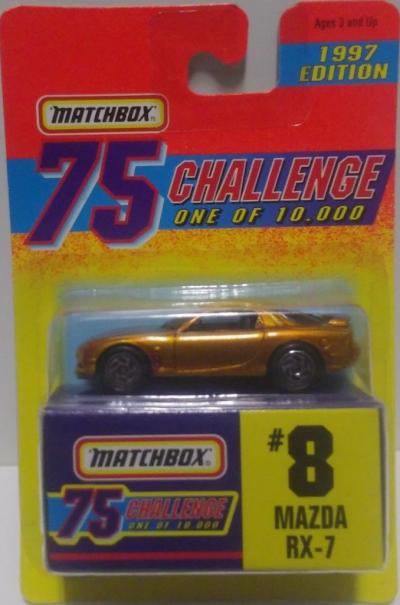 Ages 3 and Up
1997
EDITION
MATCHBOX
75 CHALLENGE
ONE OF 10.000
MATCHBOX
75 CHALLENGE
ONE OF 10.000
#8
MAZDA
RX-7